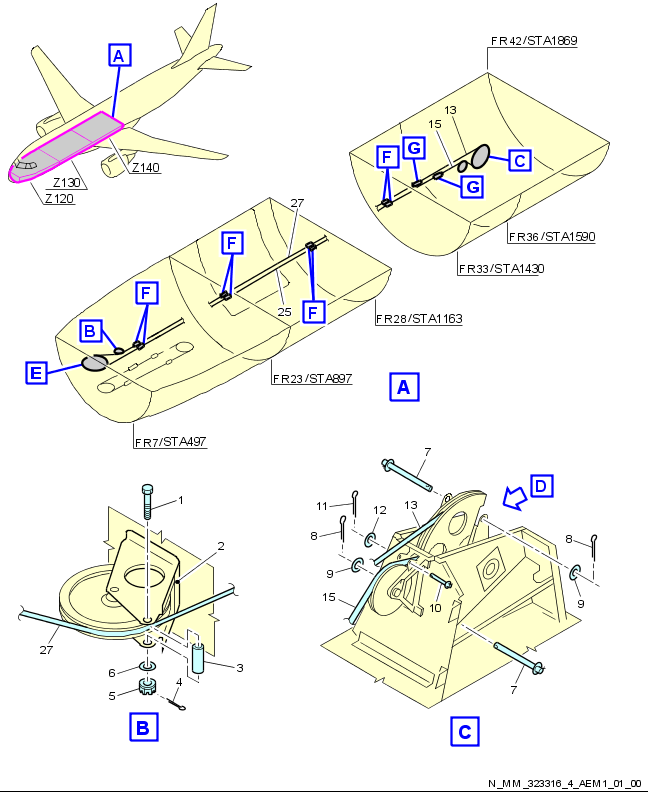 A
Z140
Z130
Z120
FR42/STA1869
13
15
F
G
C
G
FR36/STA1590
FR33/STA1430
27
F
F
25
F
B
E
FR28/STA1163
FR23/STA897
FR7/STA497
A
1
2
27
3
6
5
4
B
7
D
11
12
13
8
8
9
9
10
15
7
C
N_MM_323316_4_AEM1_01_00